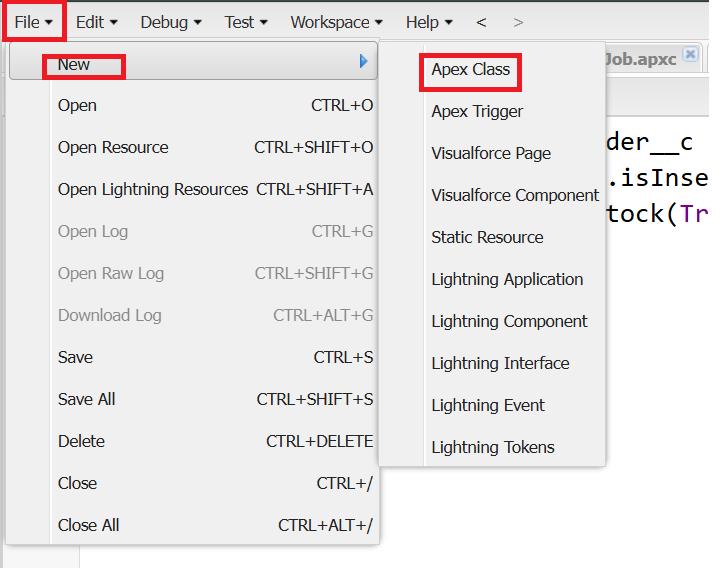 File Edit Debug Test Workspace Help < >
New
Open CTRL+O
Open Resource CTRL+SHIFT+O
Open Lightning Resources CTRL+SHIFT+A
Open Log CTRL+G
Open Raw Log CTRL+SHIFT+G
Download Log CTRL+ALT+G
Save CTRL+S
Save All CTRL+SHIFT+S
Delete CTRL+DELETE
Close CTRL+/
Close All CTRL+ALT+/
Apex Class
Apex Trigger
Visualforce Page
Visualforce Component
Static Resource
Lightning Application
Lightning Component
Lightning Interface
Lightning Event
Lightning Tokens
Job.apxc
der__c
.isInse
tock(Tr